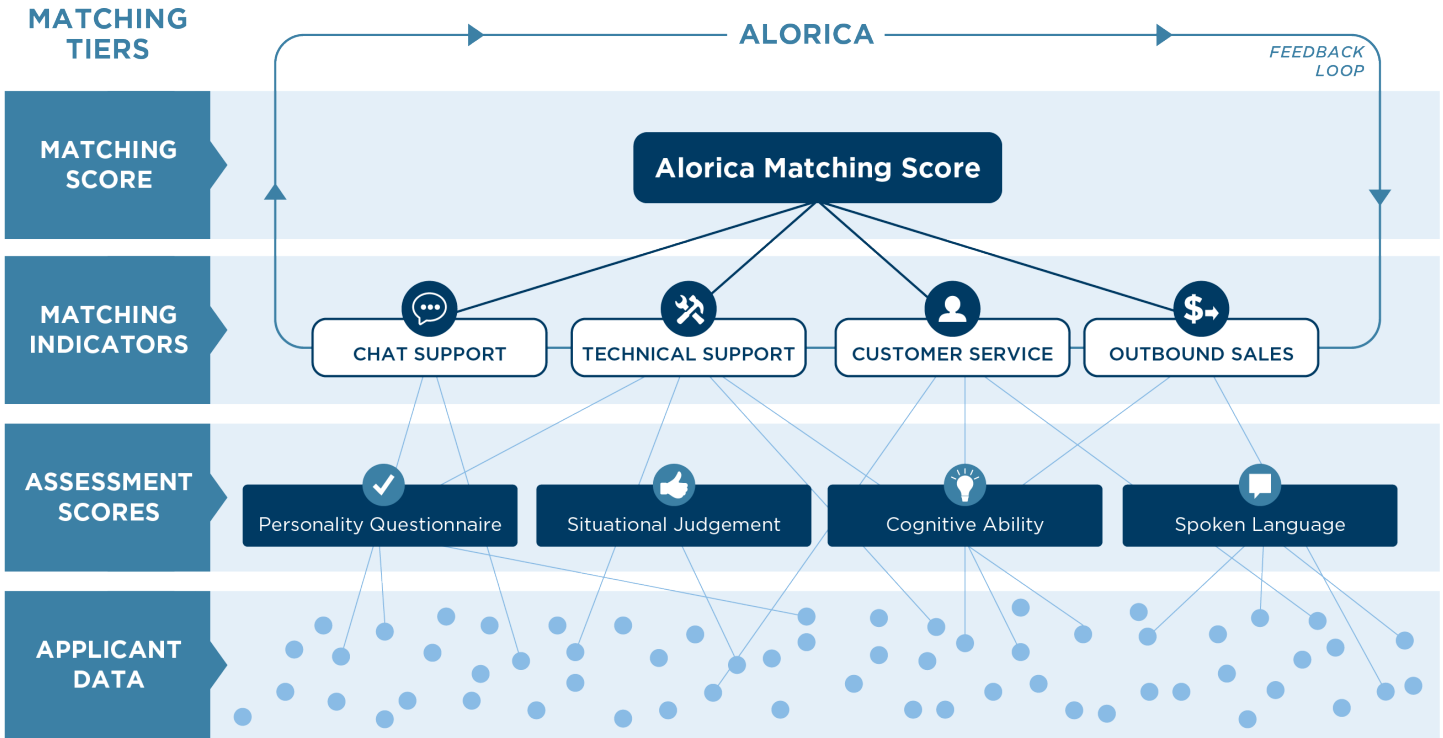 MATCHING
TIERS
ALORICA
FEEDBACK
LOOP
MATCHING
SCORE
Alorica Matching Score
MATCHING
INDICATORS
CHAT SUPPORT
TECHNICAL SUPPORT
CUSTOMER SERVICE
OUTBOUND SALES
ASSESSMENT
SCORES
Personality Questionnaire
Situational Judgement
Cognitive Ability
Spoken Language
APPLICANT
DATA